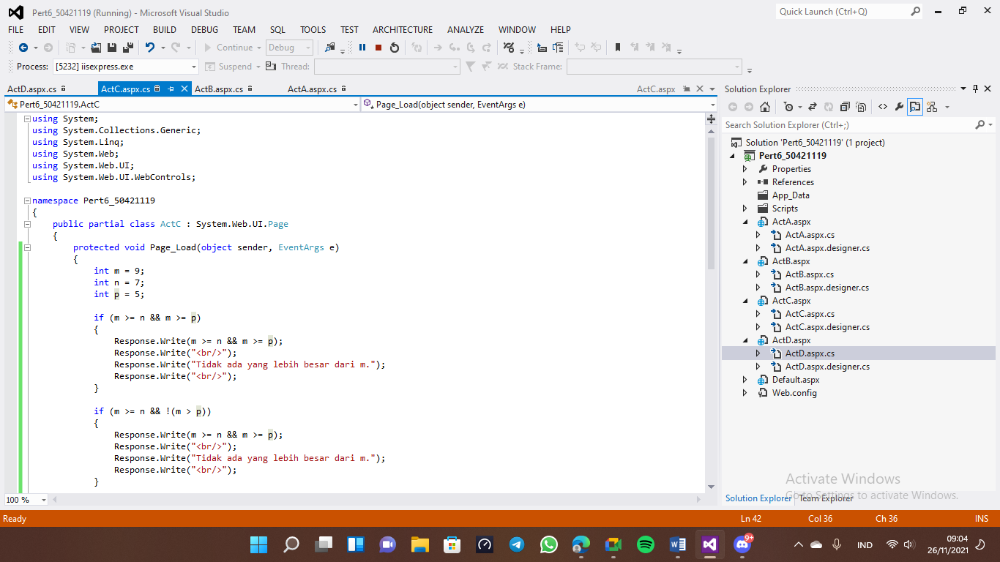 Pert6_50421119 (Running) - Microsoft Visual Studio
Quick Launch (Ctrl+Q)
FILE EDIT VIEW PROJECT BUILD DEBUG TEAM SQL TOOLS TEST ARCHITECTURE ANALYZE WINDOW HELP
Continue Debug
Process: [5232] iisexpress.exe Suspend Thread: Stack Frame:
ActD.aspx.cs ActC.aspx.cs ActB.aspx.cs ActA.aspx.cs ActC.aspx
Pert6_50421119.ActC Page_Load(object sender, EventArgs e)
using System;
using System.Collections.Generic;
using System.Linq;
using System.Web;
using System.Web.UI;
using System.Web.UI.WebControls;
namespace Pert6_50421119
{
public partial class ActC : System.Web.UI.Page
{
protected void Page_Load(object sender, EventArgs e)
{
int m = 9;
int n = 7;
int p = 5;
if (m >= n && m >= p)
{
Response.Write(m >= n && m >= p);
Response.Write("<br/>");
Response.Write("Tidak ada yang lebih besar dari m.");
Response.Write("<br/>");
}
if (m >= n && !(m > p))
{
Response.Write(m >= n && m >= p);
Response.Write("<br/>");
Response.Write("Tidak ada yang lebih besar dari m.");
Response.Write("<br/>");
}
100 %
Solution Explorer
Search Solution Explorer (Ctrl+;)
Solution 'Pert6_50421119' (1 project)
Pert6_50421119
Properties
References
App_Data
Scripts
ActA.aspx
ActA.aspx.cs
ActA.aspx.designer.cs
ActB.aspx
ActB.aspx.cs
ActB.aspx.designer.cs
ActC.aspx
ActC.aspx.cs
ActC.aspx.designer.cs
ActD.aspx
ActD.aspx.cs
ActD.aspx.designer.cs
Default.aspx
Web.config
Activate Windows
Go to Settings to activate Windows.
Solution Explorer Team Explorer
Ready Ln 42 Col 36 Ch 36 INS
9+
IND
09:04
26/11/2021